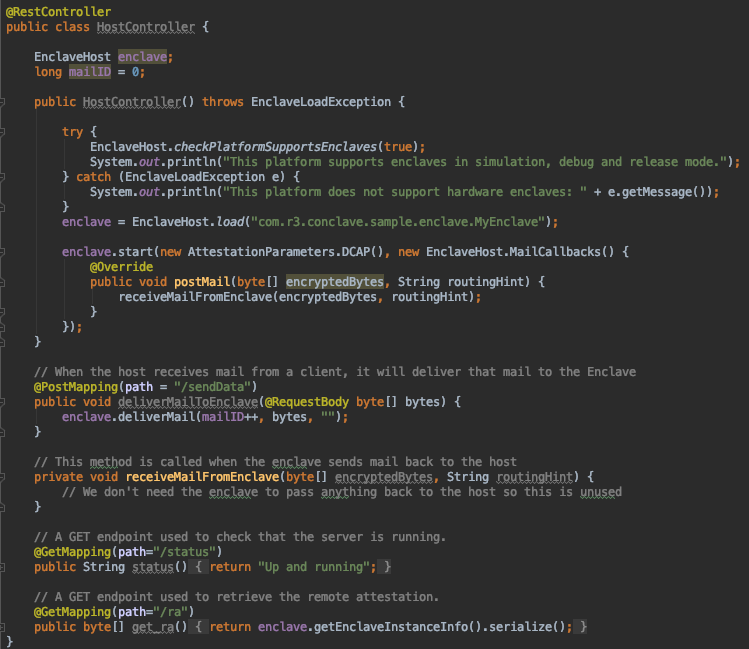 @RestController
public class HostController {
EnclaveHost enclave;
long mailID = 0;
public HostController() throws EnclaveLoadException {
try {
EnclaveHost.checkPlatformSupportsEnclaves(true);
System.out.println("This platform supports enclaves in simulation, debug and release mode.");
} catch (EnclaveLoadException e) {
System.out.println("This platform does not support hardware enclaves: " + e.getMessage());
}
enclave = EnclaveHost.load("com.r3.conclave.sample.enclave.MyEnclave");
enclave.start(new AttestationParameters.DCAP(), new EnclaveHost.MailCallbacks() {
@Override
public void postMail(byte[] encryptedBytes, String routingHint) {
receiveMailFromEnclave(encryptedBytes, routingHint);
}
});
}
// When the host receives mail from a client, it will deliver that mail to the Enclave
@PostMapping(path = "/sendData")
public void deliverMailToEnclave(@RequestBody byte[] bytes) {
enclave.deliverMail(mailID++, bytes, "");
}
// This method is called when the enclave sends mail back to the host
private void receiveMailFromEnclave(byte[] encryptedBytes, String routingHint) {
// We don't need the enclave to pass anything back to the host so this is unused
}
// A GET endpoint used to check that the server is running.
@GetMapping(path="/status")
public String status() { return "Up and running"; }
// A GET endpoint used to retrieve the remote attestation.
@GetMapping(path="/ra")
public byte[] get_ra() { return enclave.getEnclaveInstanceInfo().serialize(); }
}